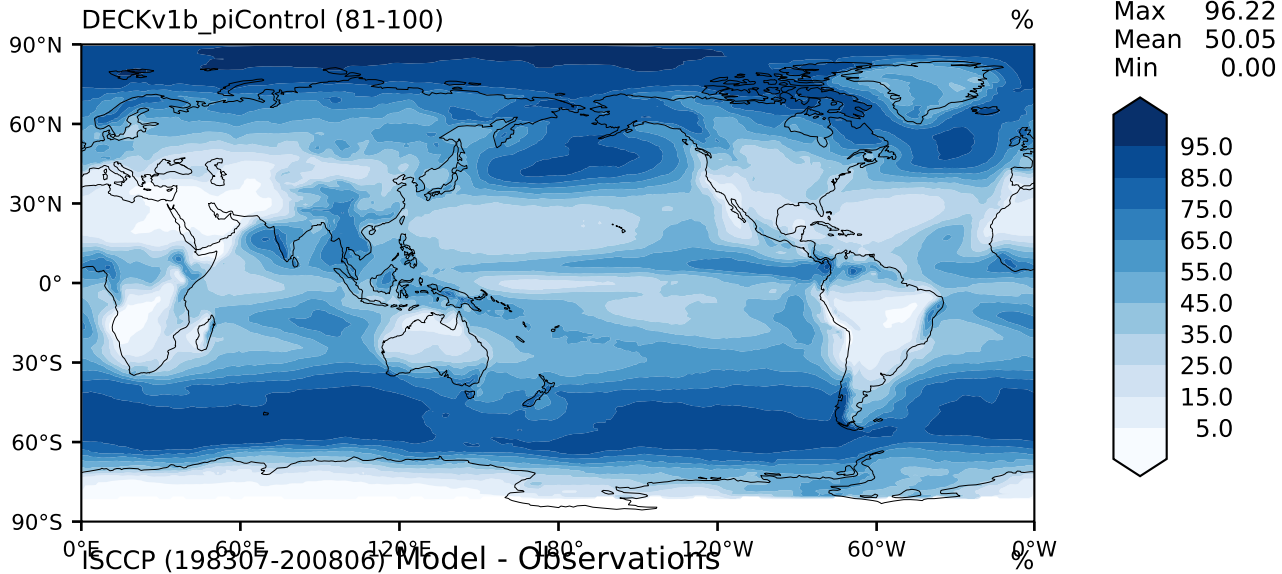 DECKv1b_piControl (81-100) %
Max 96.22
Mean 50.05
Min 0.00
90°N
60°N
30°N
0°
30°S
60°S
90°S
95.0
85.0
75.0
65.0
55.0
45.0
35.0
25.0
15.0
5.0
0°E 60°E 120°E 180° 120°W 60°W 0°W
ISCCP (198307-200806) Model - Observations %